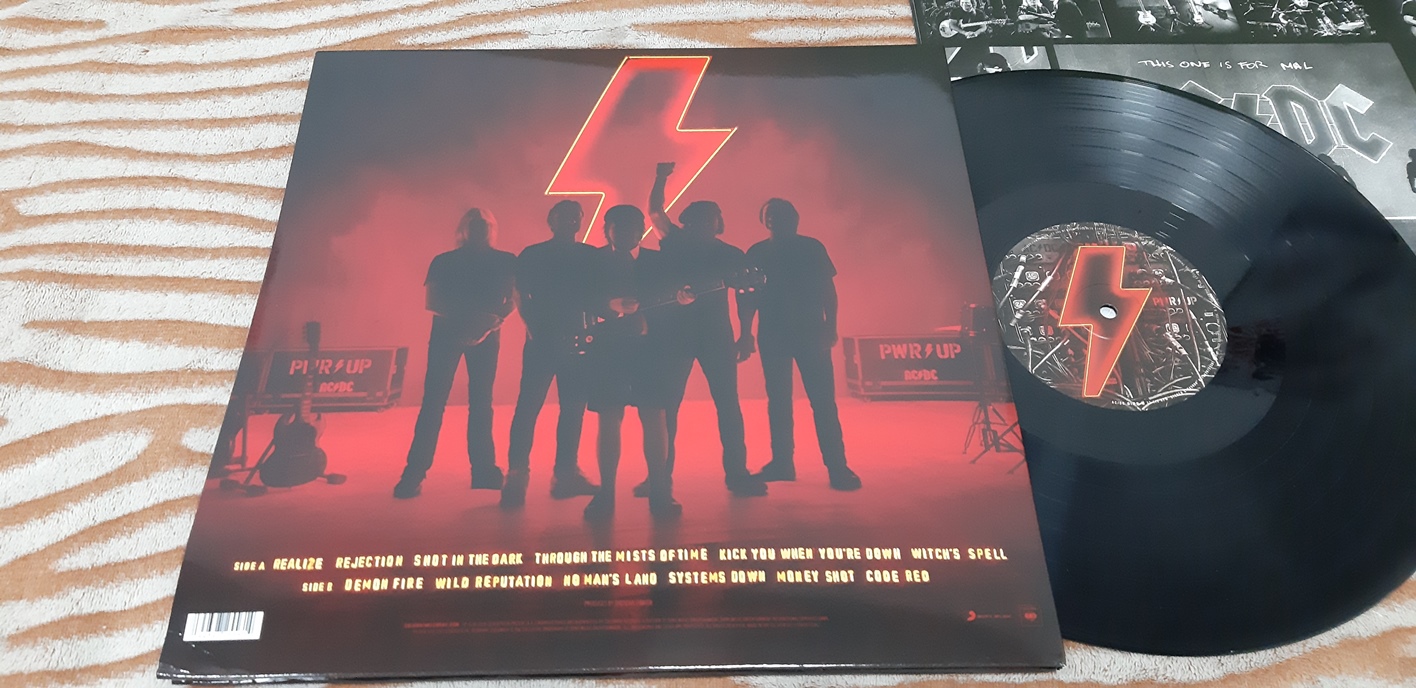 THIS ONE IS FOR MAL
AC/DC
PWR UP
PWR UP
AC/DC
PWR UP
AC/DC
SIDE A REALIZE REJECTION SHOT IN THE DARK THROUGH THE MISTS OF TIME KICK YOU WHEN YOU'RE DOWN WITCH'S SPELL
SIDE B DEMON FIRE WILD REPUTATION NO MAN'S LAND SYSTEMS DOWN MONEY SHOT CODE RED